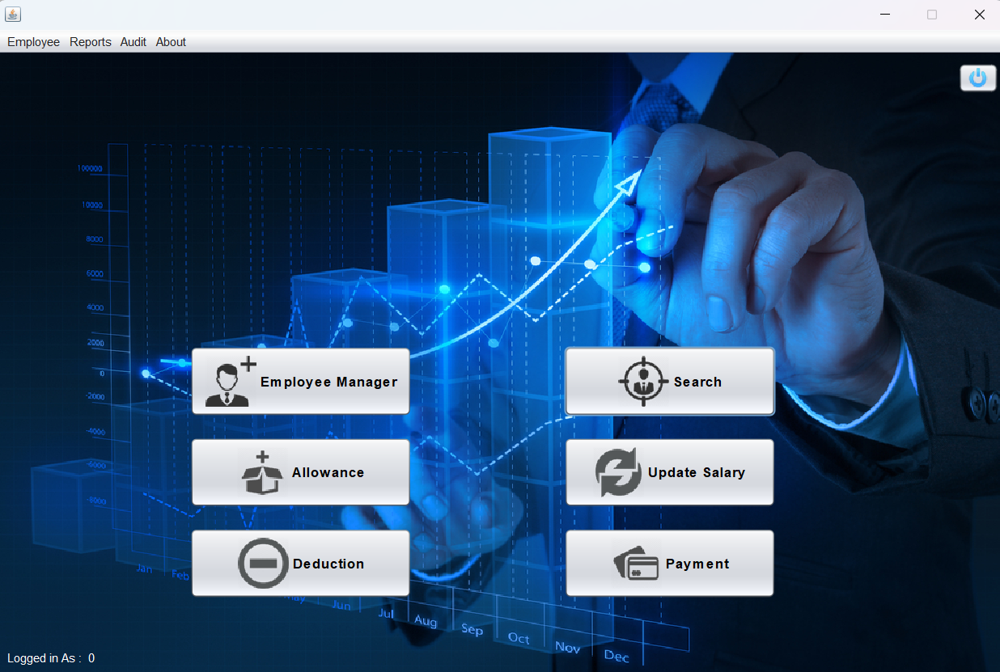 Employee Reports Audit About
100000
10000
8000
6000
4000
2000
0
-2000
-4000
-6000
-8000
Employee Manager
Search
Allowance
Update Salary
Deduction
Payment
Jan Feb May Jun Jul Aug Sep Oct Nov Dec
Logged in As : 0